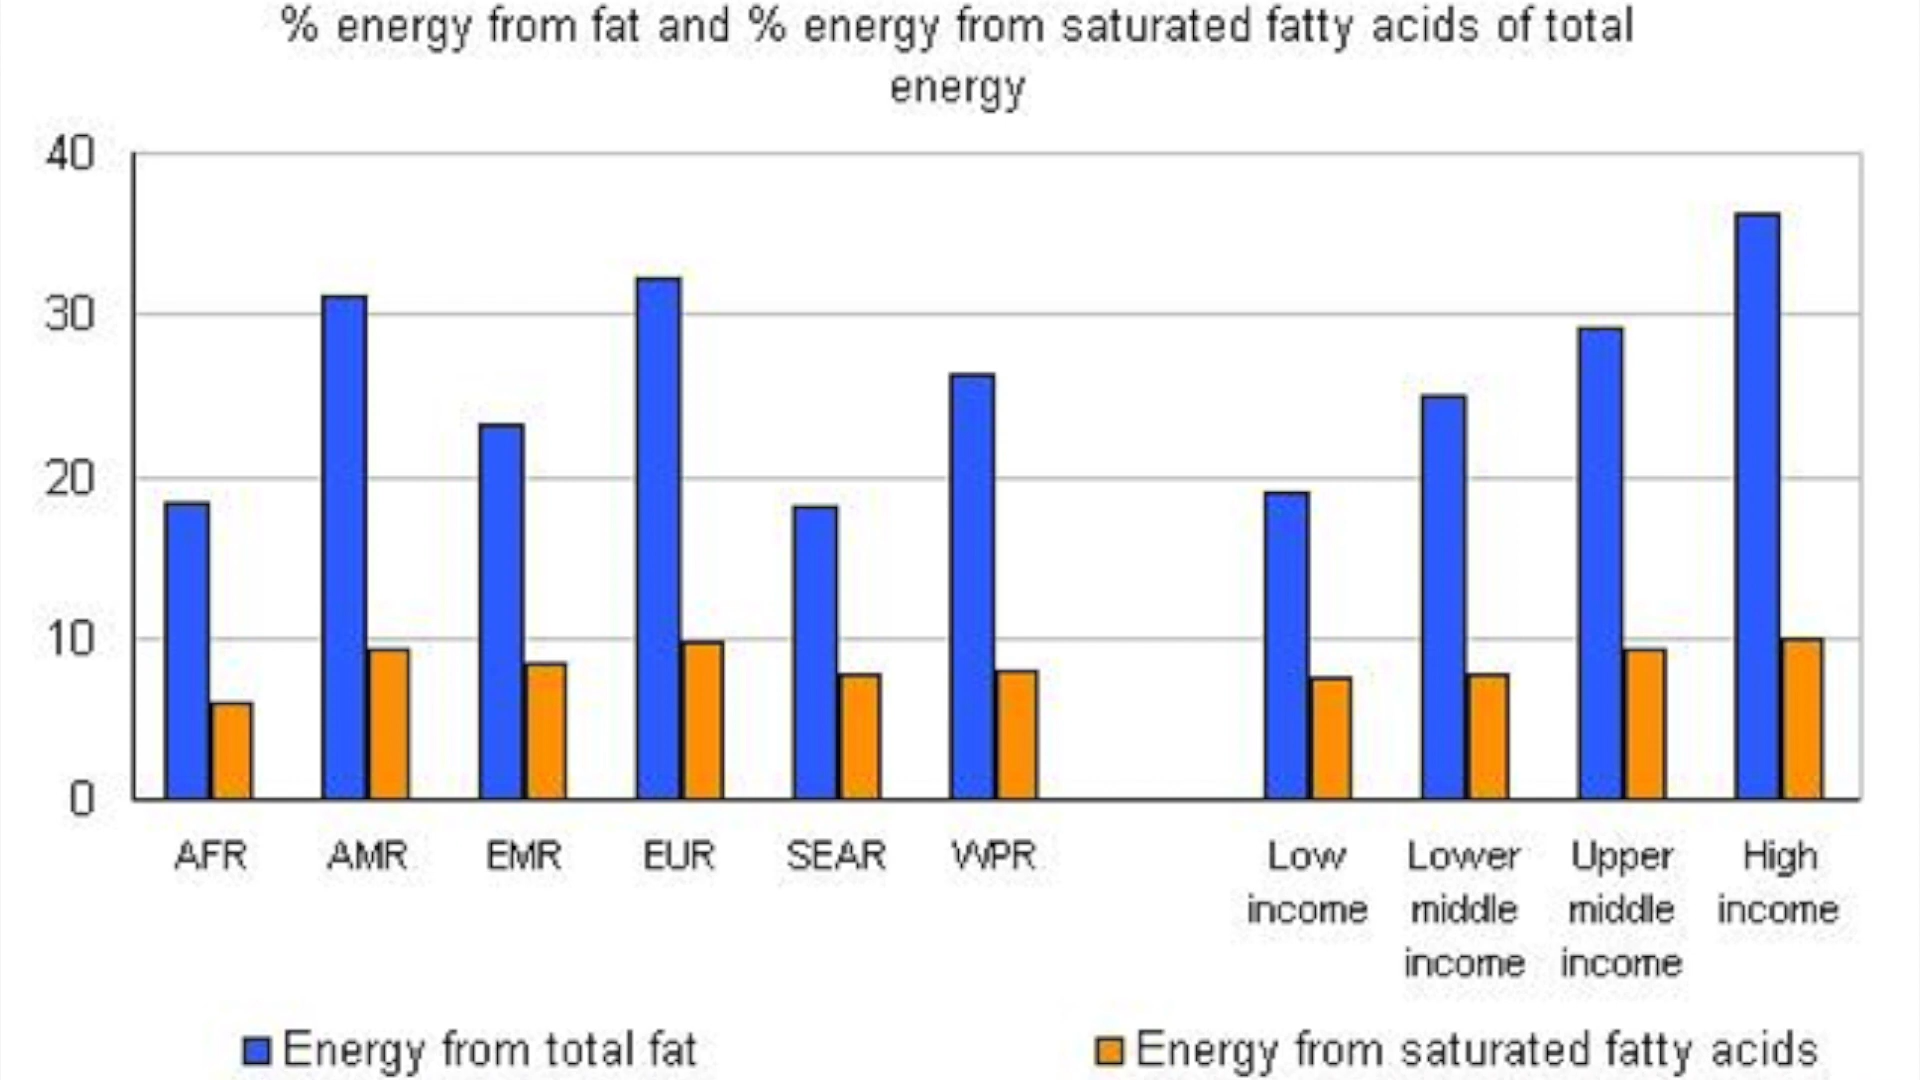 % energy from fat and % energy from saturated fatty acids of total
energy
40
30
20
10
0
AFR AMR EMR EUR SEAR WPR Low income Lower middle income Upper middle income High income
Energy from total fat Energy from saturated fatty acids